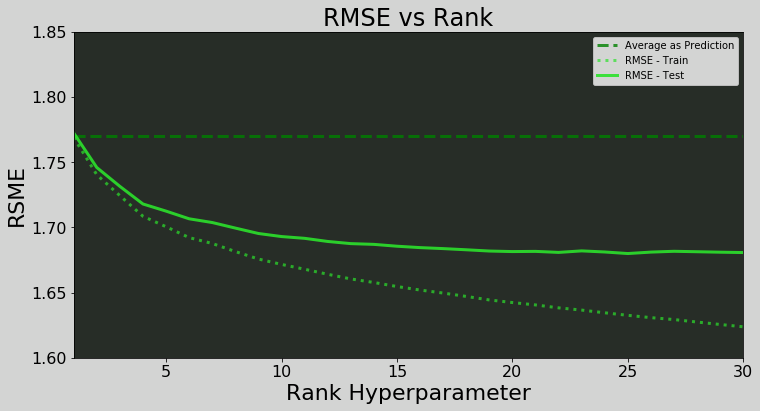 RMSE vs Rank
1.85
1.80
1.75
1.70
1.65
1.60
RSME
Average as Prediction
RMSE - Train
RMSE - Test
5 10 15 20 25 30
Rank Hyperparameter